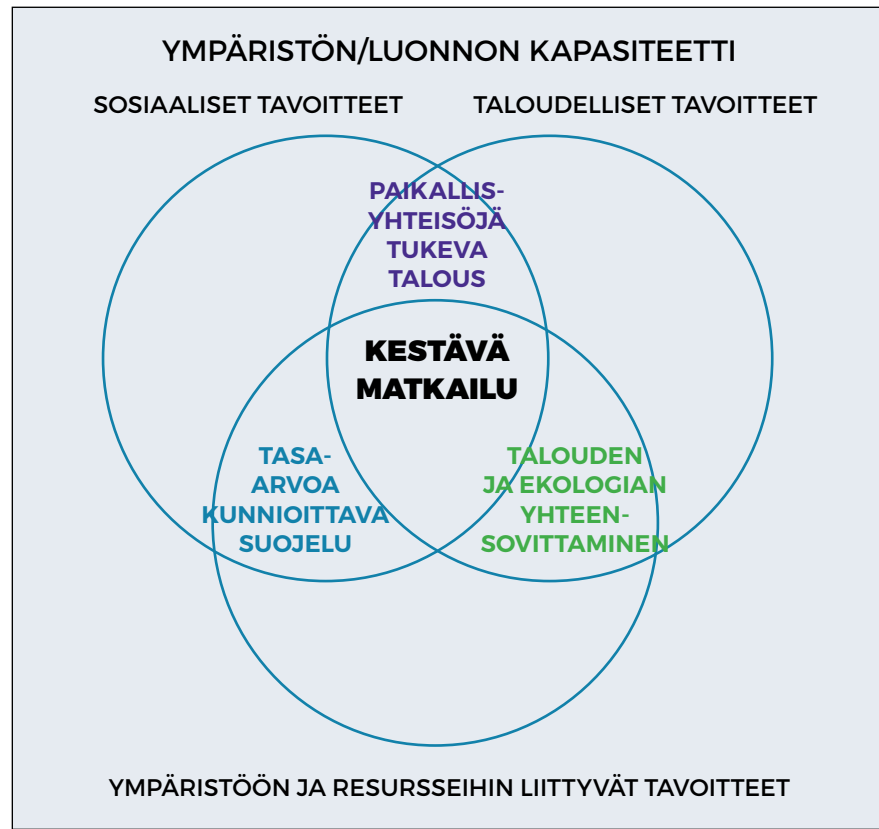 YMPÄRISTÖN/LUONNON KAPASITEETTI
SOSIAALISET TAVOITTEET
TALOUDELLISET TAVOITTEET
PAIKALLIS-
YHTEISÖJÄ
TUKEVA
TALOUS
KESTÄVÄ
MATKAILU
TASA-
ARVOA
KUNNIOITTAVA
SUOJELU
TALOUDEN
JA EKOLOGIAN
YHTEEN-
SOVITTAMINEN
YMPÄRISTÖÖN JA RESURSSEIHIN LIITTYVÄT TAVOITTEET